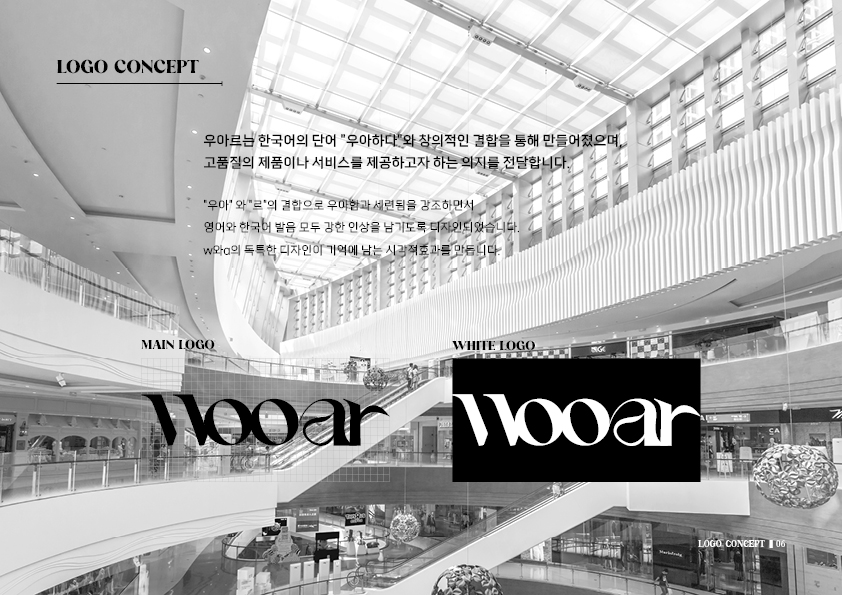 LOGO CONCEPT
우아르는 한국어의 단어 "우아하다"와 창의적인 결합을 통해 만들어졌으며,
고품질의 제품이나 서비스를 제공하고자 하는 의지를 전달합니다.
"우아" 와 "르"의 결합으로 우아함과 세련됨을 강조하면서
영어와 한국어 발음 모두 강한 인상을 남기도록 디자인되었습니다.
w와a의 독특한 디자인이 기억에 남는 시각적효과를 만듭니다.
MAIN LOGO
WHITE LOGO
Wooar
Wooar
LOGO CONCEPT 06